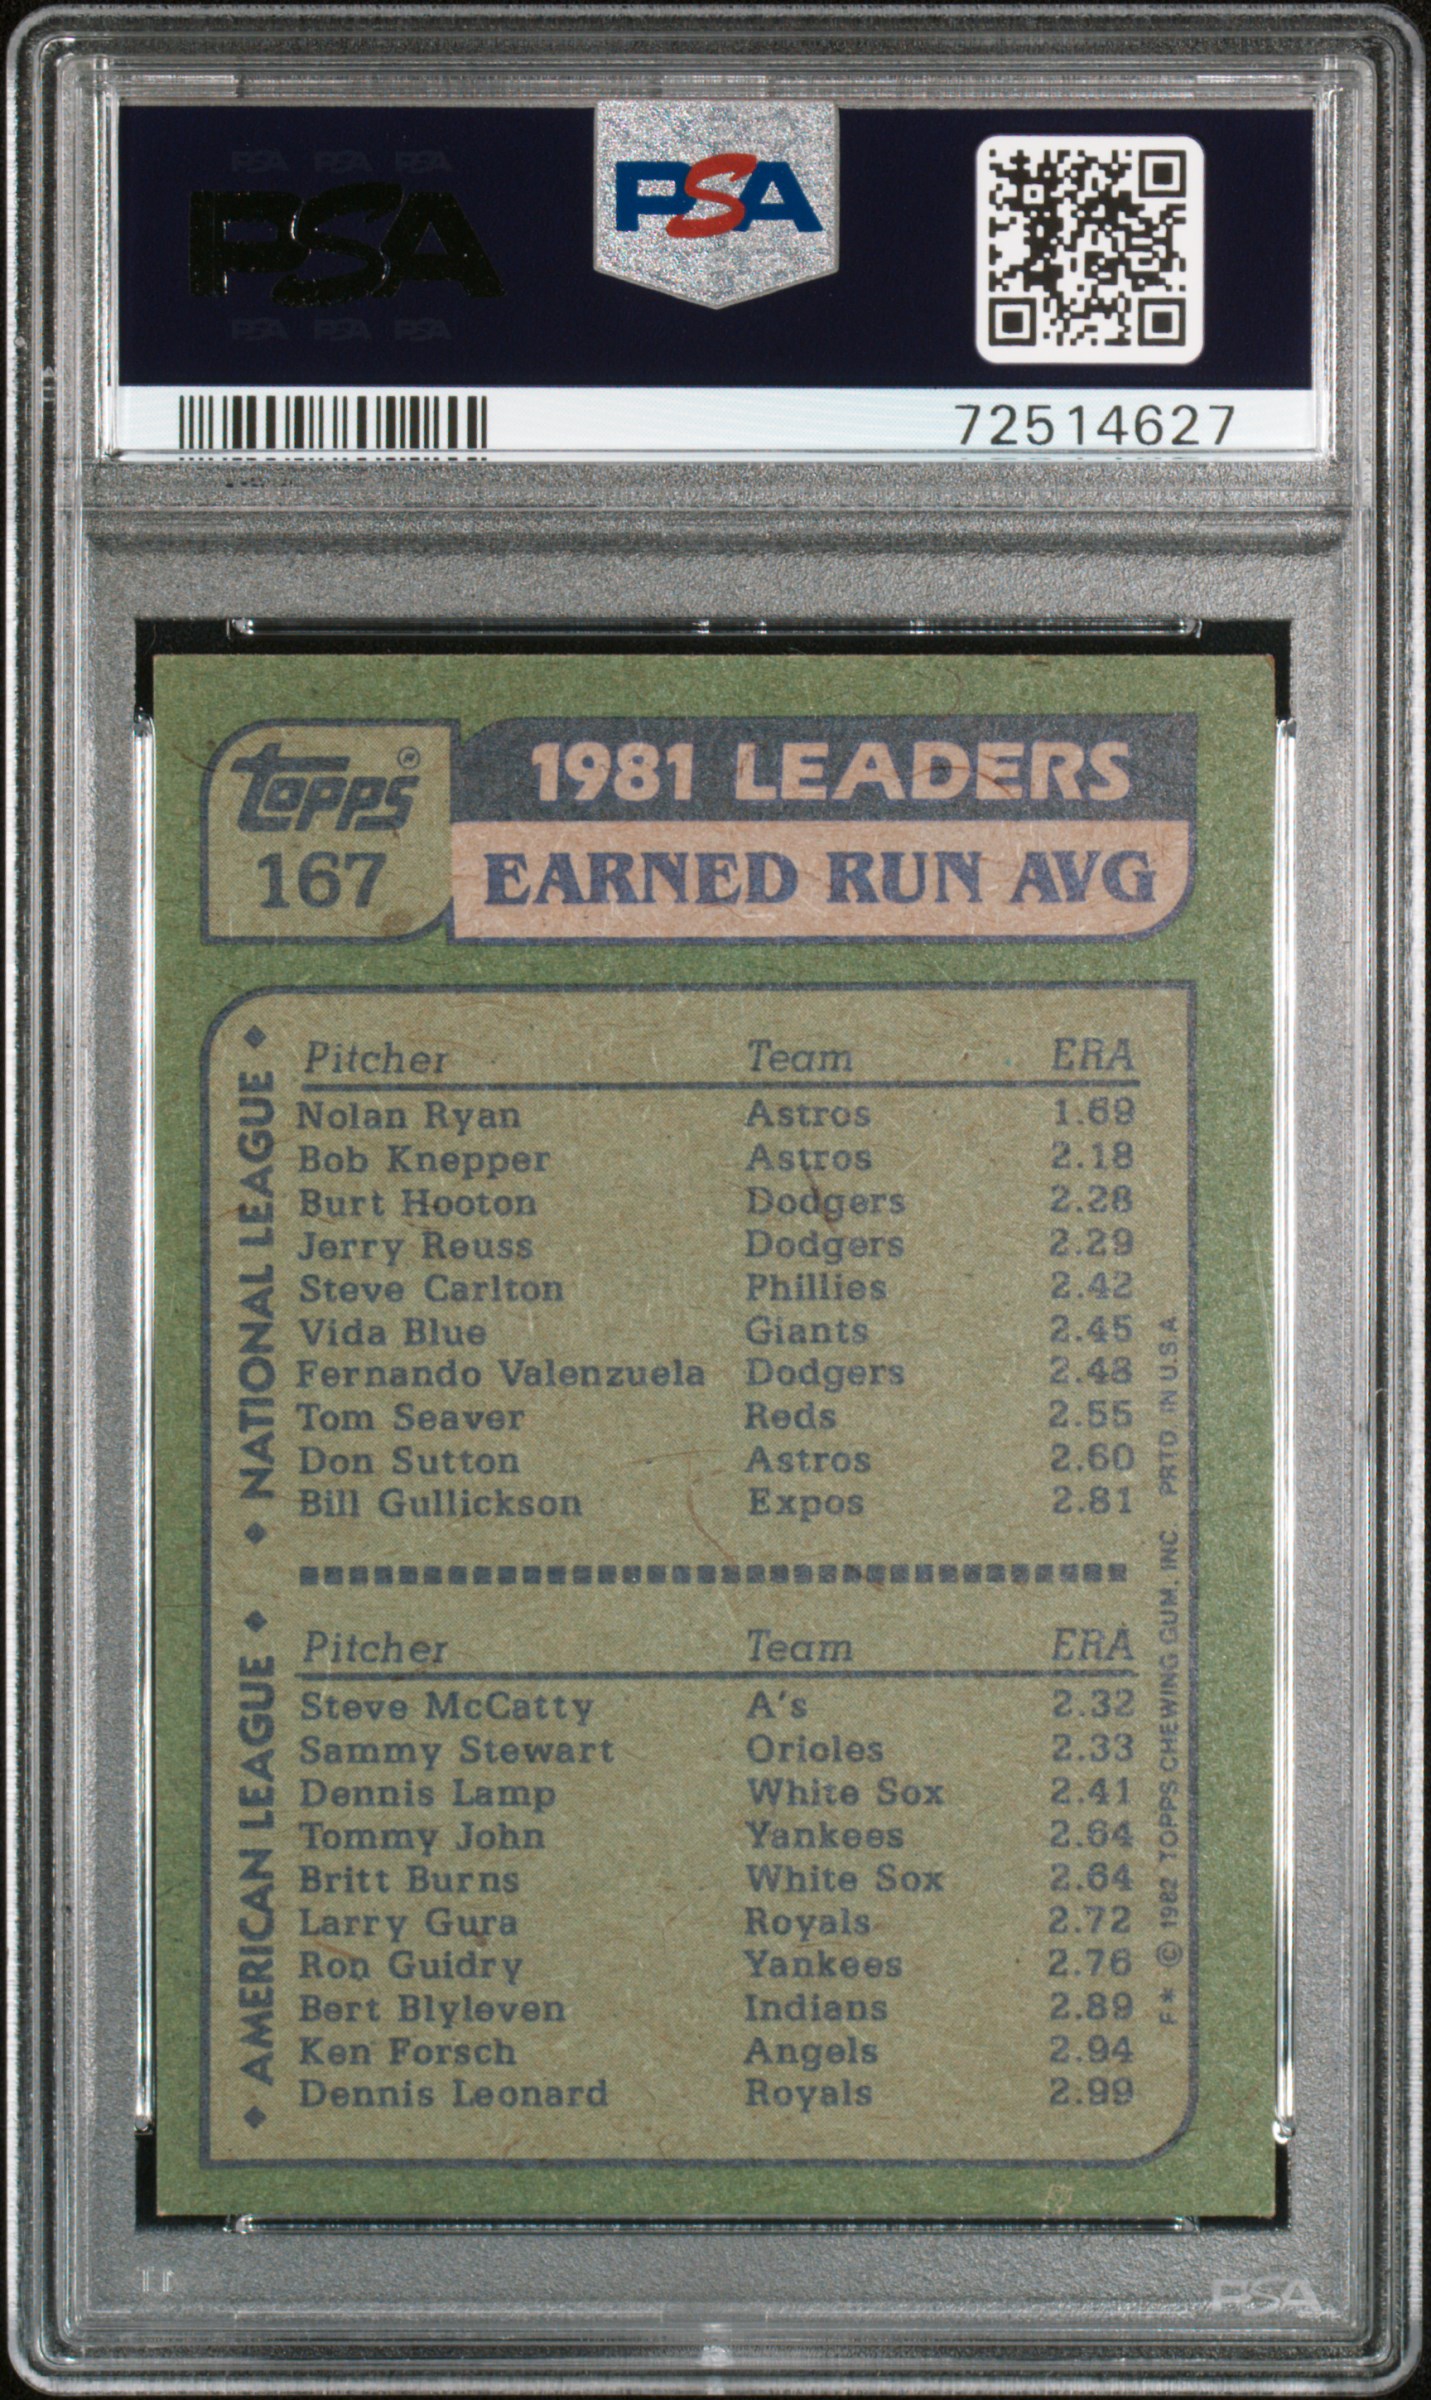 PSA PSA PSA
PSA
PSA PSA PSA
PSA
72514627
TOPPS®
167
1981 LEADERS
EARNED RUN AVG
◆ NATIONAL LEAGUE ◆
Pitcher Team ERA
Nolan Ryan Astros 1.69
Bob Knepper Astros 2.18
Burt Hooton Dodgers 2.28
Jerry Reuss Dodgers 2.29
Steve Carlton Phillies 2.42
Vida Blue Giants 2.45
Fernando Valenzuela Dodgers 2.48
Tom Seaver Reds 2.55
Don Sutton Astros 2.60
Bill Gullickson Expos 2.81
◆ AMERICAN LEAGUE ◆
Pitcher Team ERA
Steve McCatty A's 2.32
Sammy Stewart Orioles 2.33
Dennis Lamp White Sox 2.41
Tommy John Yankees 2.64
Britt Burns White Sox 2.64
Larry Gura Royals 2.72
Ron Guidry Yankees 2.76
Bert Blyleven Indians 2.89
Ken Forsch Angels 2.94
Dennis Leonard Royals 2.99
F* © 1982 TOPPS CHEWING GUM, INC. PRTD. IN U.S.A.
PSA